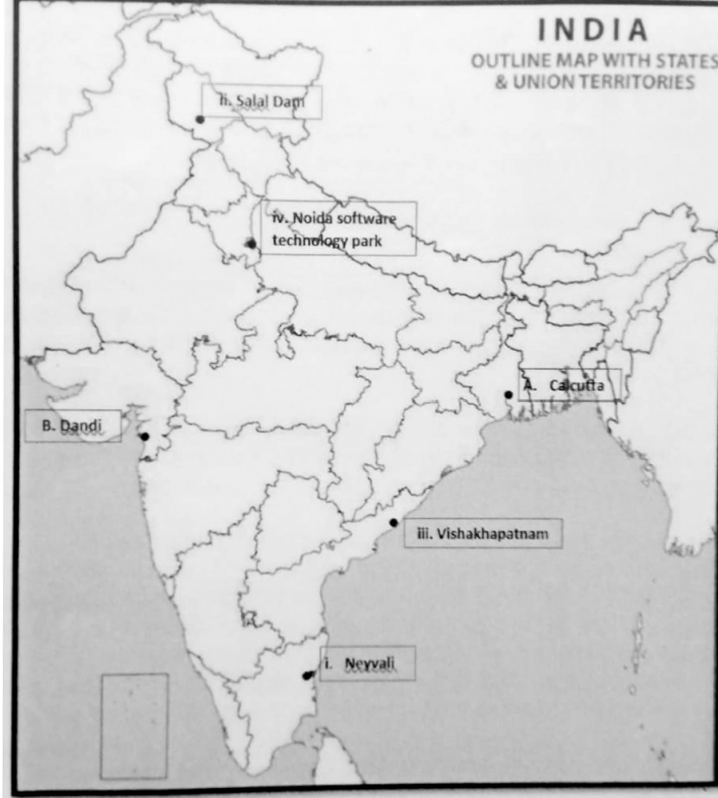 INDIA
OUTLINE MAP WITH STATES
& UNION TERRITORIES
ii. Salal Dam
iv. Noida software
technology park
A. Calcutta
B. Dandi
iii. Vishakhapatnam
i. Neyvali